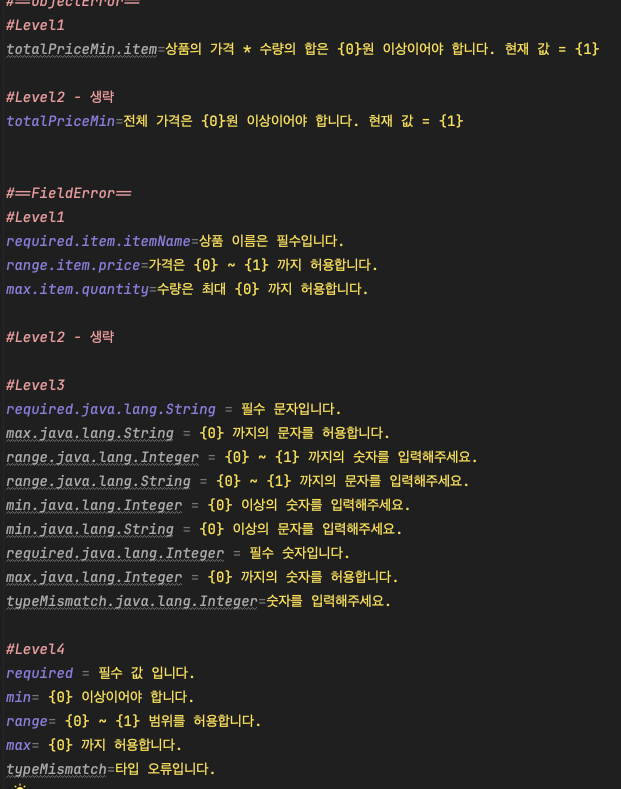 #==ObjectError==
#Level1
totalPriceMin.item=상품의 가격 * 수량의 합은 {0}원 이상이어야 합니다. 현재 값 = {1}
#Level2 - 생략
totalPriceMin=전체 가격은 {0}원 이상이어야 합니다. 현재 값 = {1}
#==FieldError==
#Level1
required.item.itemName=상품 이름은 필수입니다.
range.item.price=가격은 {0} ~ {1} 까지 허용합니다.
max.item.quantity=수량은 최대 {0} 까지 허용합니다.
#Level2 - 생략
#Level3
required.java.lang.String = 필수 문자입니다.
max.java.lang.String = {0} 까지의 문자를 허용합니다.
range.java.lang.Integer = {0} ~ {1} 까지의 숫자를 입력해주세요.
range.java.lang.String = {0} ~ {1} 까지의 문자를 입력해주세요.
min.java.lang.Integer = {0} 이상의 숫자를 입력해주세요.
min.java.lang.String = {0} 이상의 문자를 입력해주세요.
required.java.lang.Integer = 필수 숫자입니다.
max.java.lang.Integer = {0} 까지의 숫자를 허용합니다.
typeMismatch.java.lang.Integer=숫자를 입력해주세요.
#Level4
required = 필수 값 입니다.
min= {0} 이상이어야 합니다.
range= {0} ~ {1} 범위를 허용합니다.
max= {0} 까지 허용합니다.
typeMismatch=타입 오류입니다.